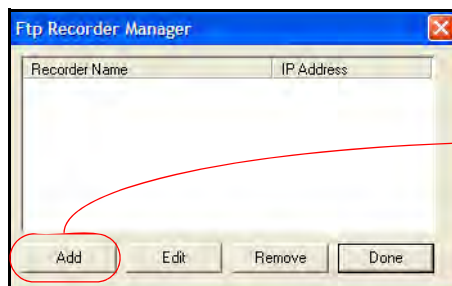 Ftp Recorder Manager
Recorder Name IP Address
Add Edit Remove Done